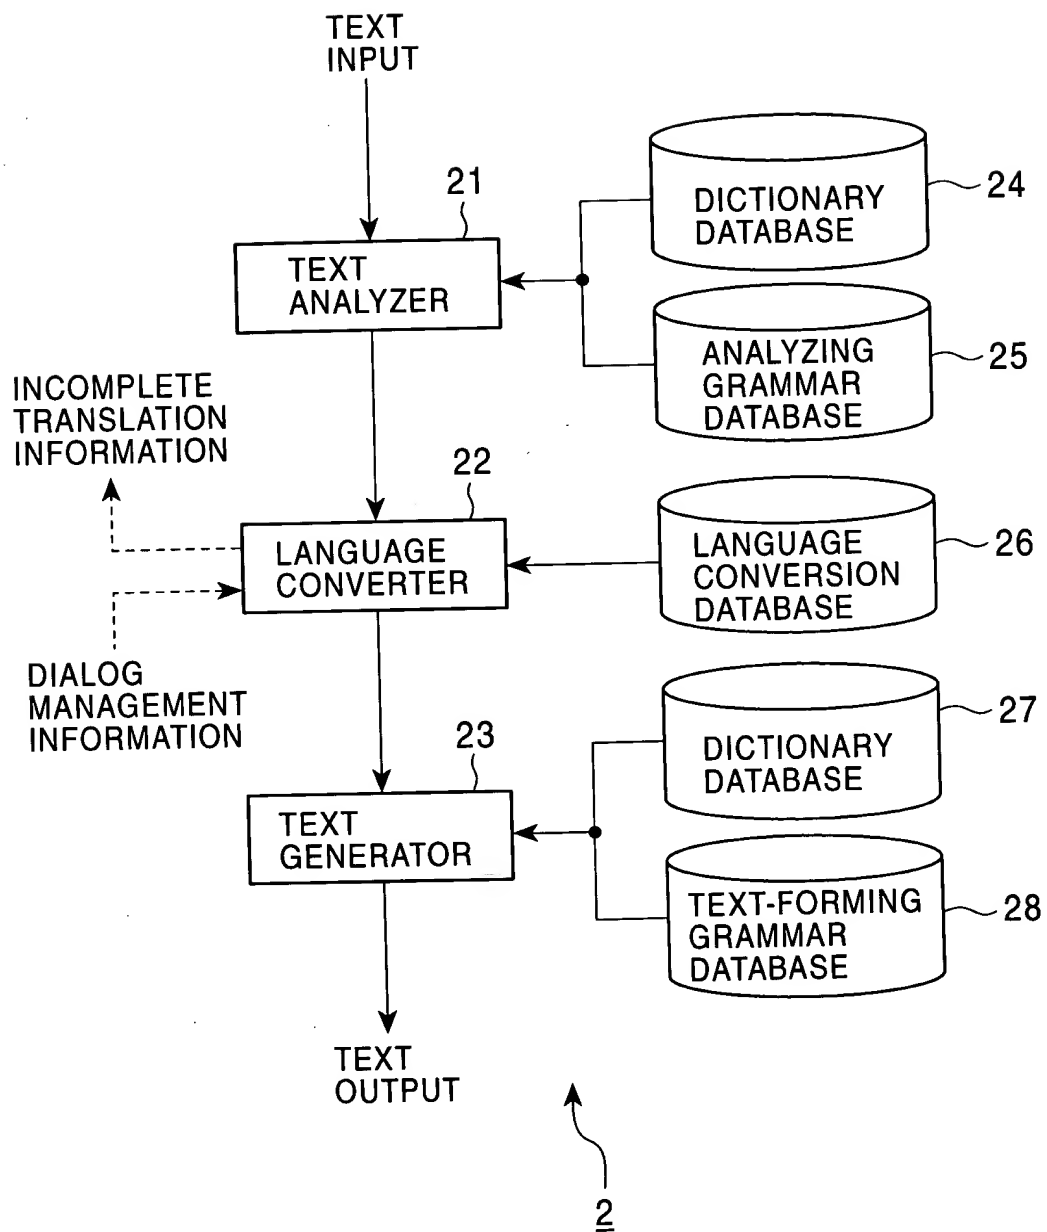 TEXT
INPUT
21
TEXT
ANALYZER
DICTIONARY
DATABASE
24
ANALYZING
GRAMMAR
DATABASE
25
INCOMPLETE
TRANSLATION
INFORMATION
22
LANGUAGE
CONVERTER
LANGUAGE
CONVERSION
DATABASE
26
DIALOG
MANAGEMENT
INFORMATION
23
TEXT
GENERATOR
DICTIONARY
DATABASE
27
TEXT-FORMING
GRAMMAR
DATABASE
28
TEXT
OUTPUT
2